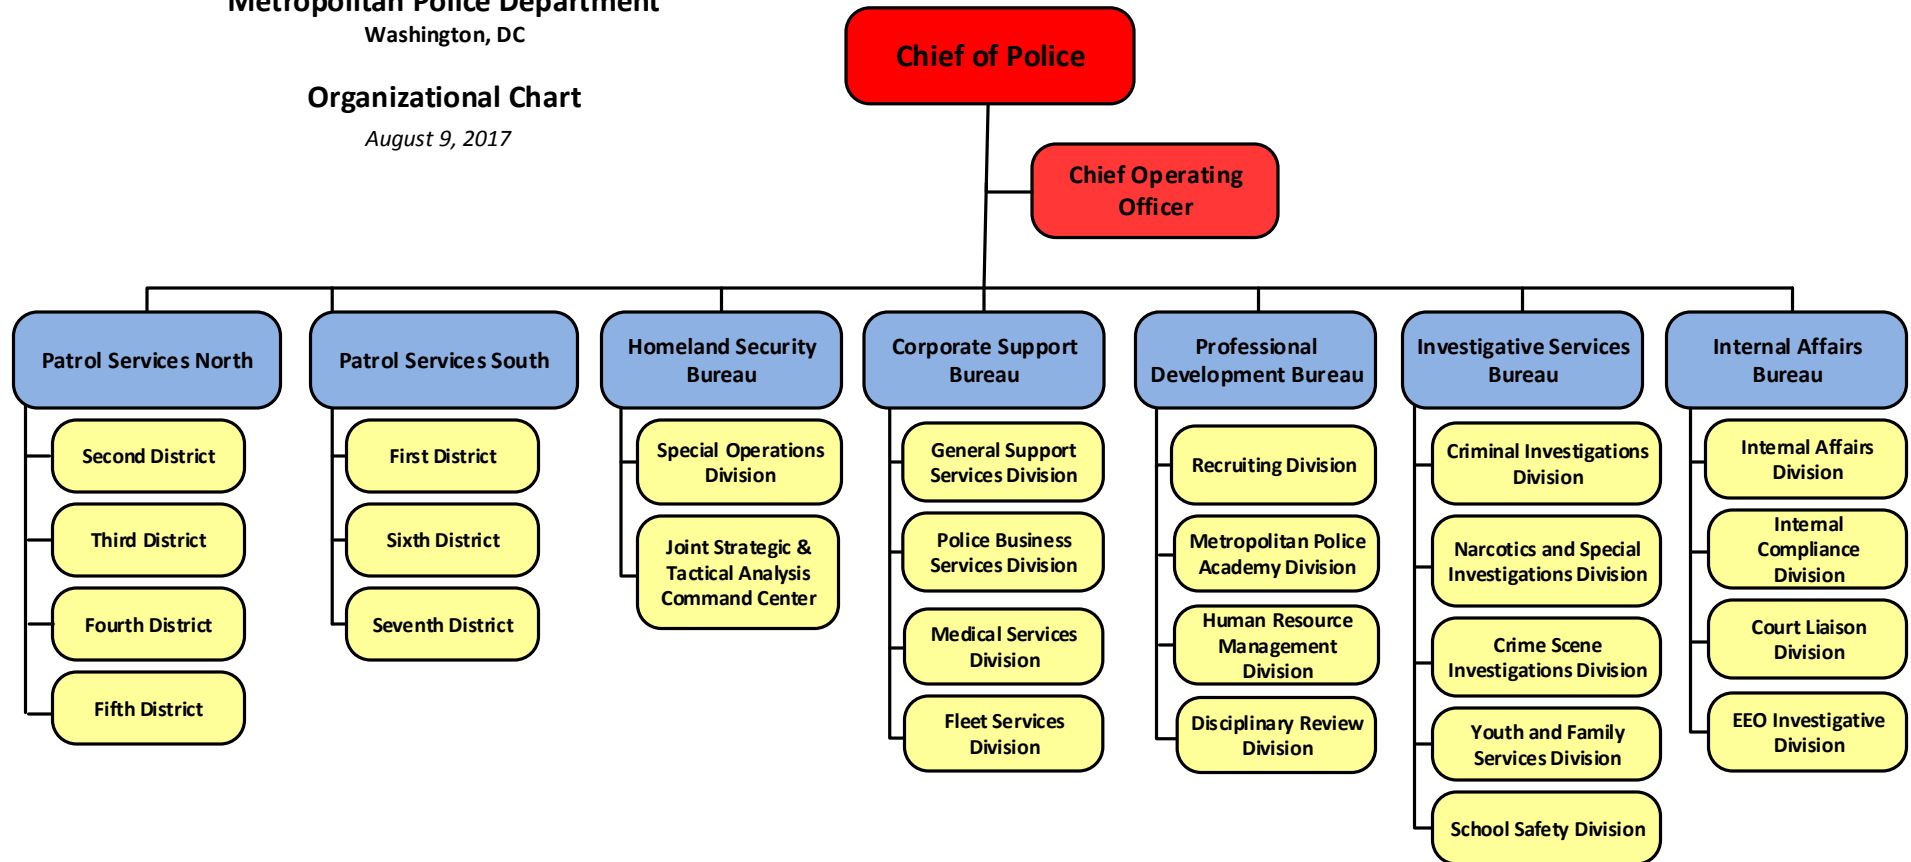 Metropolitan Police Department
Washington, DC
Organizational Chart
August 9, 2017
Chief of Police
Chief Operating
Officer
Patrol Services North
Second District
Third District
Fourth District
Fifth District
Patrol Services South
First District
Sixth District
Seventh District
Homeland Security
Bureau
Special Operations
Division
Joint Strategic &
Tactical Analysis
Command Center
Corporate Support
Bureau
General Support
Services Division
Police Business
Services Division
Medical Services
Division
Fleet Services
Division
Professional
Development Bureau
Recruiting Division
Metropolitan Police
Academy Division
Human Resource
Management
Division
Disciplinary Review
Division
Investigative Services
Bureau
Criminal Investigations
Division
Narcotics and Special
Investigations Division
Crime Scene
Investigations Division
Youth and Family
Services Division
School Safety Division
Internal Affairs
Bureau
Internal Affairs
Division
Internal
Compliance
Division
Court Liaison
Division
EEO Investigative
Division